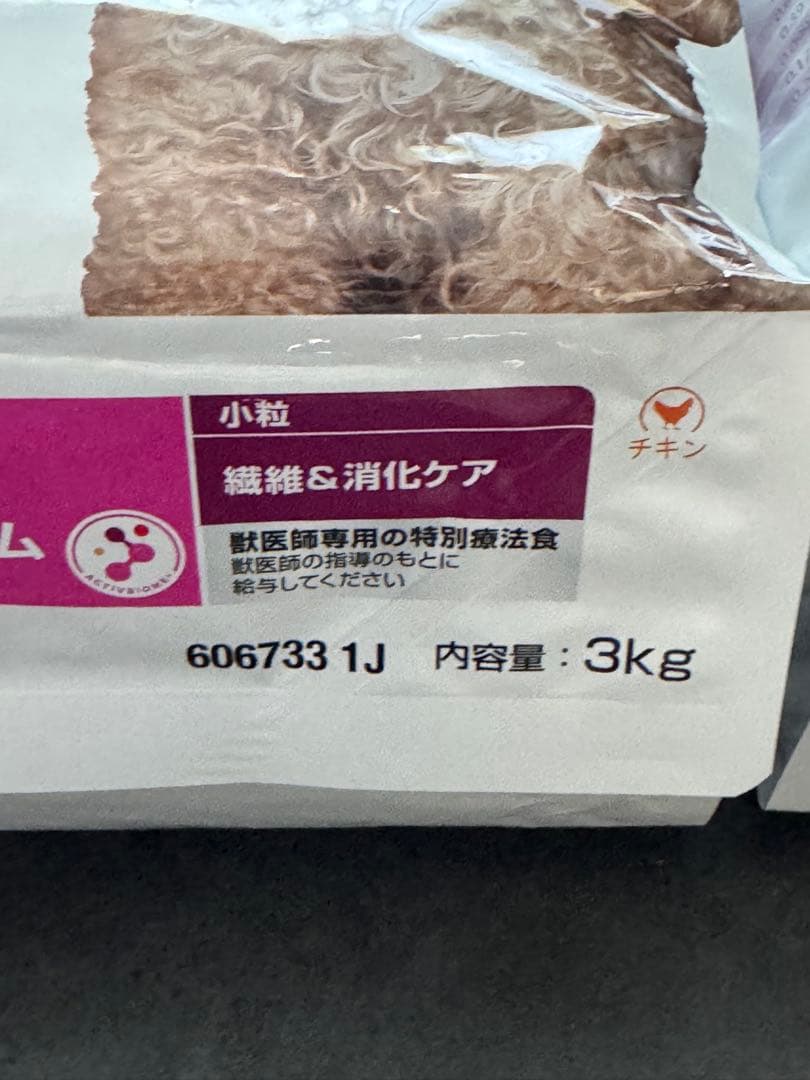 小粒
チキン
繊維&消化ケア
ム
獣医師専用の特別療法食
獣医師の指導のもとに
給与してください
ACTIVBIOME+
606733 1J 内容量：3kg